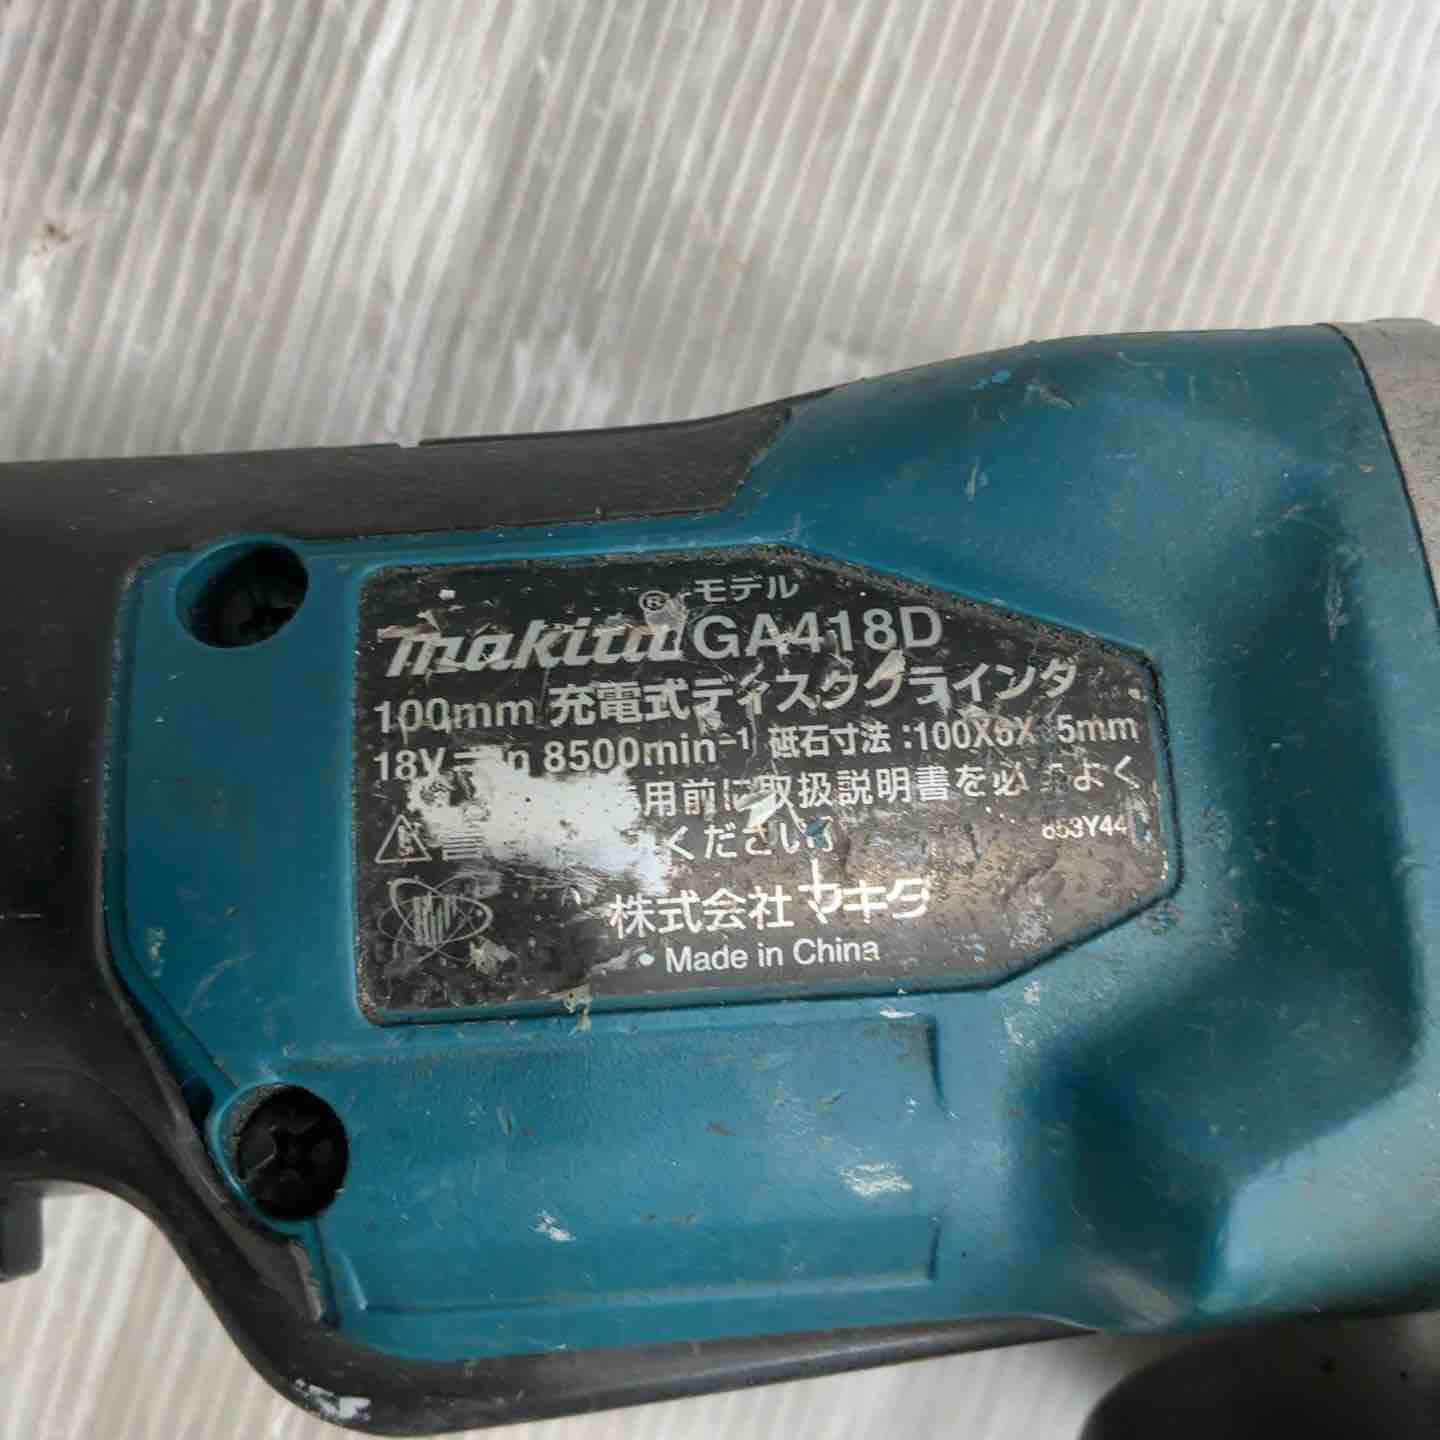 ® モデル
makita GA418D
100mm 充電式ディスクグラインダ
18V n 8500min⁻¹ 砥石寸法:100X6X 5mm
用前に取扱説明書を必 よく
ください
株式会社 マキタ
Made in China